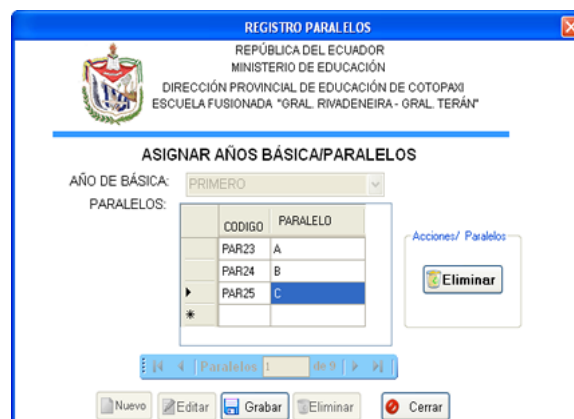 REGISTRO PARALELOS
REPÚBLICA DEL ECUADOR
MINISTERIO DE EDUCACIÓN
DIRECCIÓN PROVINCIAL DE EDUCACIÓN DE COTOPAXI
ESCUELA FUSIONADA "GRAL. RIVADENEIRA - GRAL. TERÁN"
ASIGNAR AÑOS BÁSICA/PARALELOS
AÑO DE BÁSICA: PRIMERO
PARALELOS:
CODIGO PARALELO
PAR23 A
PAR24 B
PAR25 C
Acciones/ Paralelos
Eliminar
Paralelos 1 de 9
Nuevo Editar Grabar Eliminar Cerrar